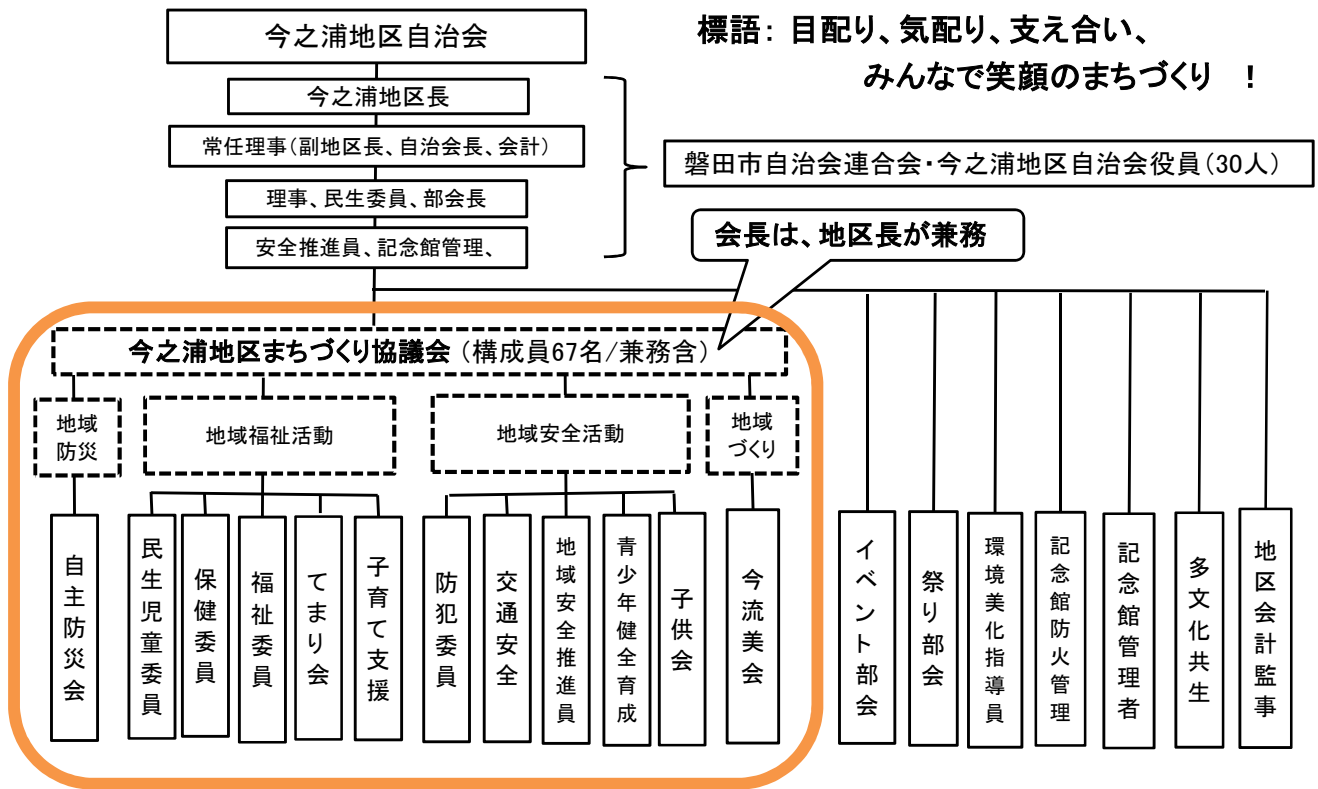 今之浦地区自治会
標語： 目配り、気配り、支え合い、
みんなで笑顔のまちづくり ！
今之浦地区長
常任理事（副地区長、自治会長、会計）
理事、民生委員、部会長
安全推進員、記念館管理、
磐田市自治会連合会・今之浦地区自治会役員（30人）
会長は、地区長が兼務
今之浦地区まちづくり協議会（構成員67名/兼務含）
地域
防災
地域福祉活動
地域安全活動
地域
づくり
自主防災会
民生児童委員
保健委員
福祉委員
てまり会
子育て支援
防犯委員
交通安全
地域安全推進員
青少年健全育成
子供会
今流美会
イベント部会
祭り部会
環境美化指導員
記念館防火管理
記念館管理者
多文化共生
地区会計監事